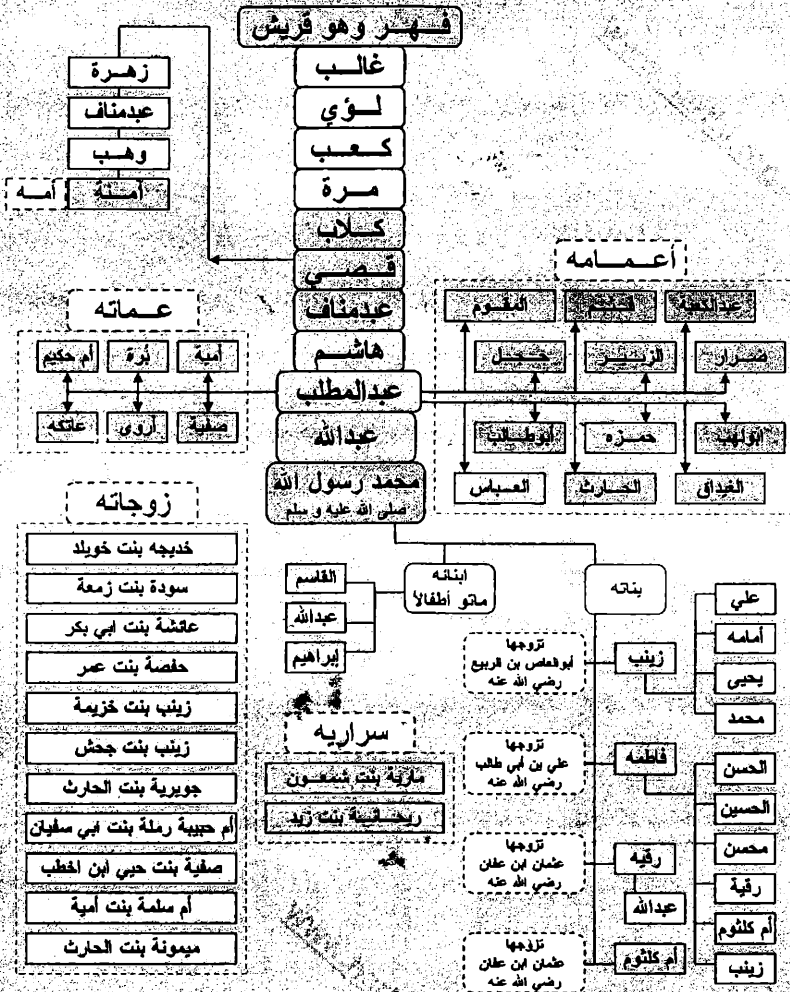 فهر وهو قريش
غالب
لؤي
كعب
مرة
كلاب
قصي
عبدمناف
هاشم
عبدالمطلب
عبدالله
محمد رسول الله
صلى الله عليه و سلم
زهرة
عبدمناف
وهب
آمنة
أمه
أعمامه
عبدالكعبة
المقوم
ضرار
الزبير
حجل
ابولهب
حمزه
أبوطالب
الغيداق
الحارث
العباس
عماته
أمية
بُرة
أم حكيم
صفية
أروى
عاتكه
زوجاته
خديجه بنت خويلد
سودة بنت زمعة
عائشة بنت ابي بكر
حفصة بنت عمر
زينب بنت خزيمة
زينب بنت جحش
جويرية بنت الحارث
أم حبيبة رملة بنت ابي سفيان
صفية بنت حيي ابن اخطب
أم سلمة بنت أمية
ميمونة بنت الحارث
ابنائه
ماتو أطفالاً
القاسم
عبدالله
إبراهيم
سراريه
مارية بنت شمعون
ريحانية بنت زيد
بناته
زينب
تزوجها
أبوالعاص بن الربيع
رضي الله عنه
علي
أمامه
يحيى
محمد
فاطمه
تزوجها
علي بن أبي طالب
رضي الله عنه
الحسن
الحسين
محسن
رقية
أم كلثوم
زينب
رقيه
تزوجها
عثمان ابن عفان
رضي الله عنه
عبدالله
أم كلثوم
تزوجها
عثمان ابن عفان
رضي الله عنه